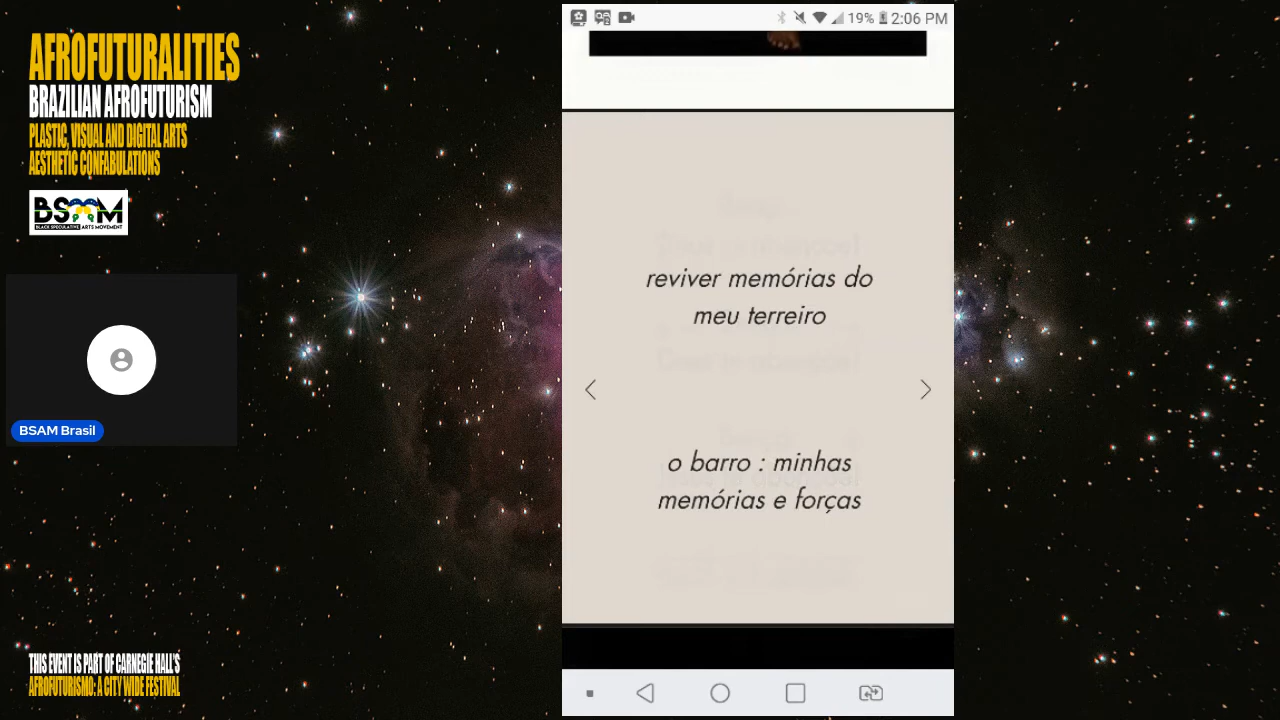 AFROFUTURALITIES
BRAZILIAN AFROFUTURISM
PLASTIC, VISUAL AND DIGITAL ARTS
AESTHETIC CONFABULATIONS
BSAM
BLACK SPECULATIVE ARTS MOVEMENT
BSAM Brasil
THIS EVENT IS PART OF CARNEGIE HALL'S
AFROFUTURISMO: A CITY WIDE FESTIVAL
19% 2:06 PM
reviver memórias do
meu terreiro
o barro : minhas
memórias e forças